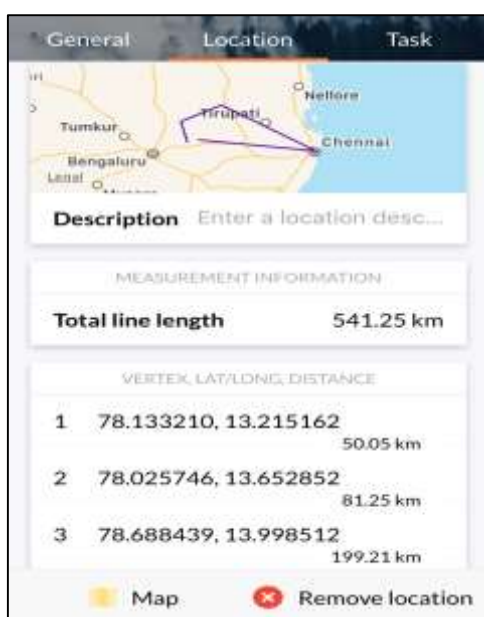 General Location Task
Nellore
Tirupati
Tumkur
Chennai
Bengaluru
Description Enter a location desc...
MEASUREMENT INFORMATION
Total line length 541.25 km
VERTEX, LAT/LONG, DISTANCE
1 78.133210, 13.215162
50.05 km
2 78.025746, 13.652852
81.25 km
3 78.688439, 13.998512
199.21 km
Map Remove location